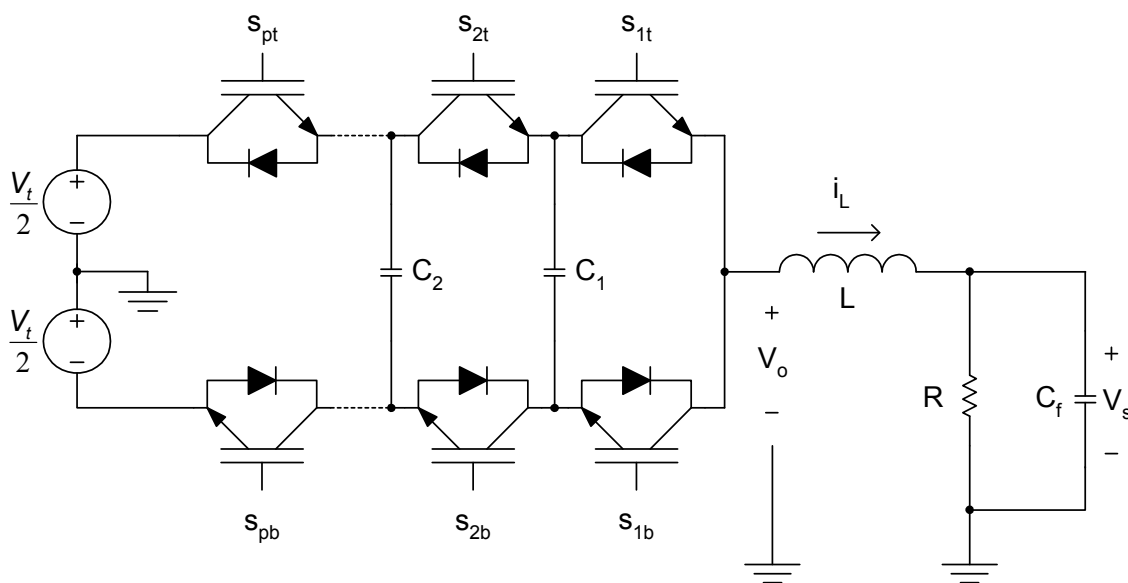 s_pt
s_2t
s_1t
V_t/2
+
−
i_L
C_2
C_1
L
V_t/2
+
−
+
V_o
−
R
C_f
+
V_s
−
s_pb
s_2b
s_1b